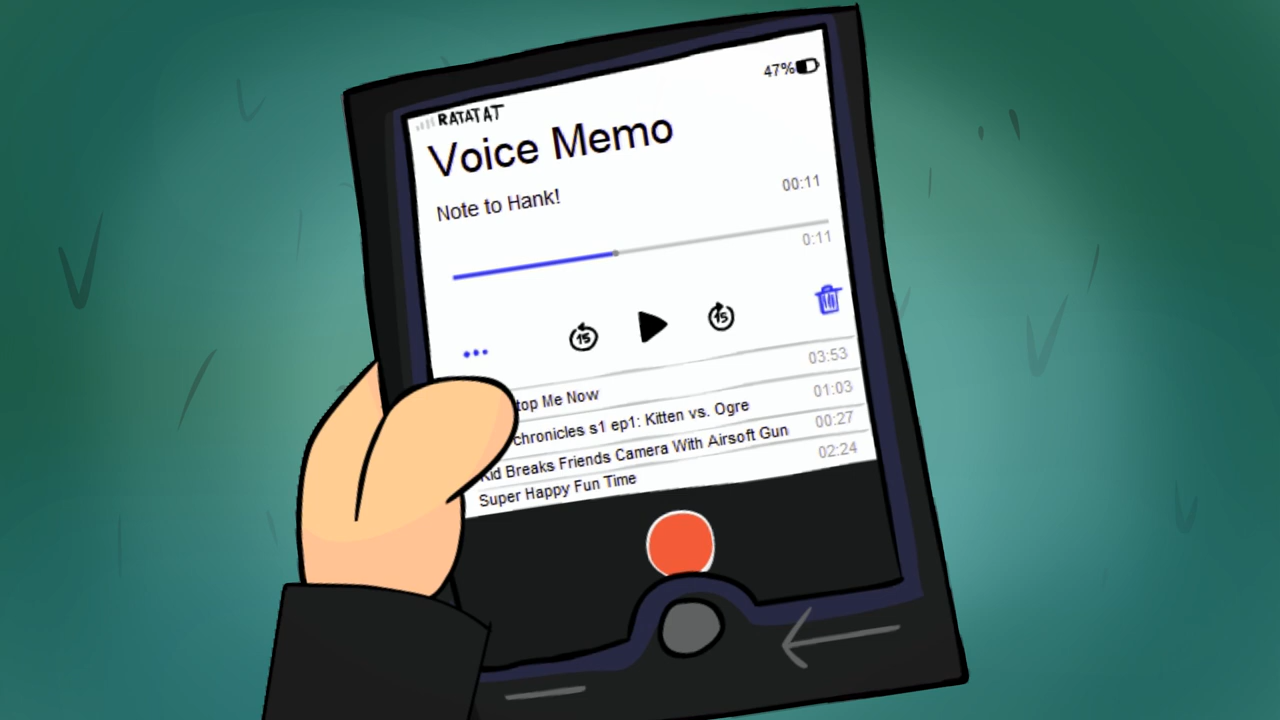 RATATAT 47%
Voice Memo
Note to Hank! 00:11
0:11
15 15
top Me Now 03:53
chronicles s1 ep1: Kitten vs. Ogre 01:03
Kid Breaks Friends Camera With Airsoft Gun 00:27
Super Happy Fun Time 02:24